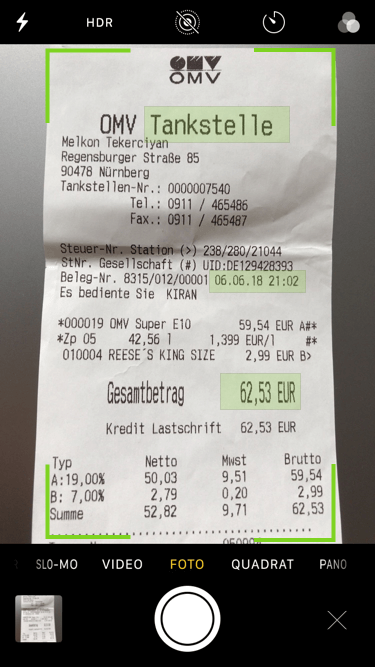 HDR
OMV
OMV Tankstelle
Melkon Tekerciyan
Regensburger Straße 85
90478 Nürnberg
Tankstellen-Nr.: 0000007540
Tel.: 0911 / 465486
Fax.: 0911 / 465487
Steuer-Nr. Station (>) 238/280/21044
StNr. Gesellschaft (#) UID:DE129428393
Beleg-Nr. 8315/012/00001 06.06.18 21:02
Es bediente Sie KIRAN
*000019 OMV Super E10 59,54 EUR A#*
*Zp 05 42,56 l 1,399 EUR/l #*
010004 REESE´S KING SIZE 2,99 EUR B>
Gesamtbetrag 62,53 EUR
Kredit Lastschrift 62,53 EUR
Typ Netto Mwst Brutto
A:19,00% 50,03 9,51 59,54
B: 7,00% 2,79 0,20 2,99
Summe 52,82 9,71 62,53
SLO-MO VIDEO FOTO QUADRAT PANO